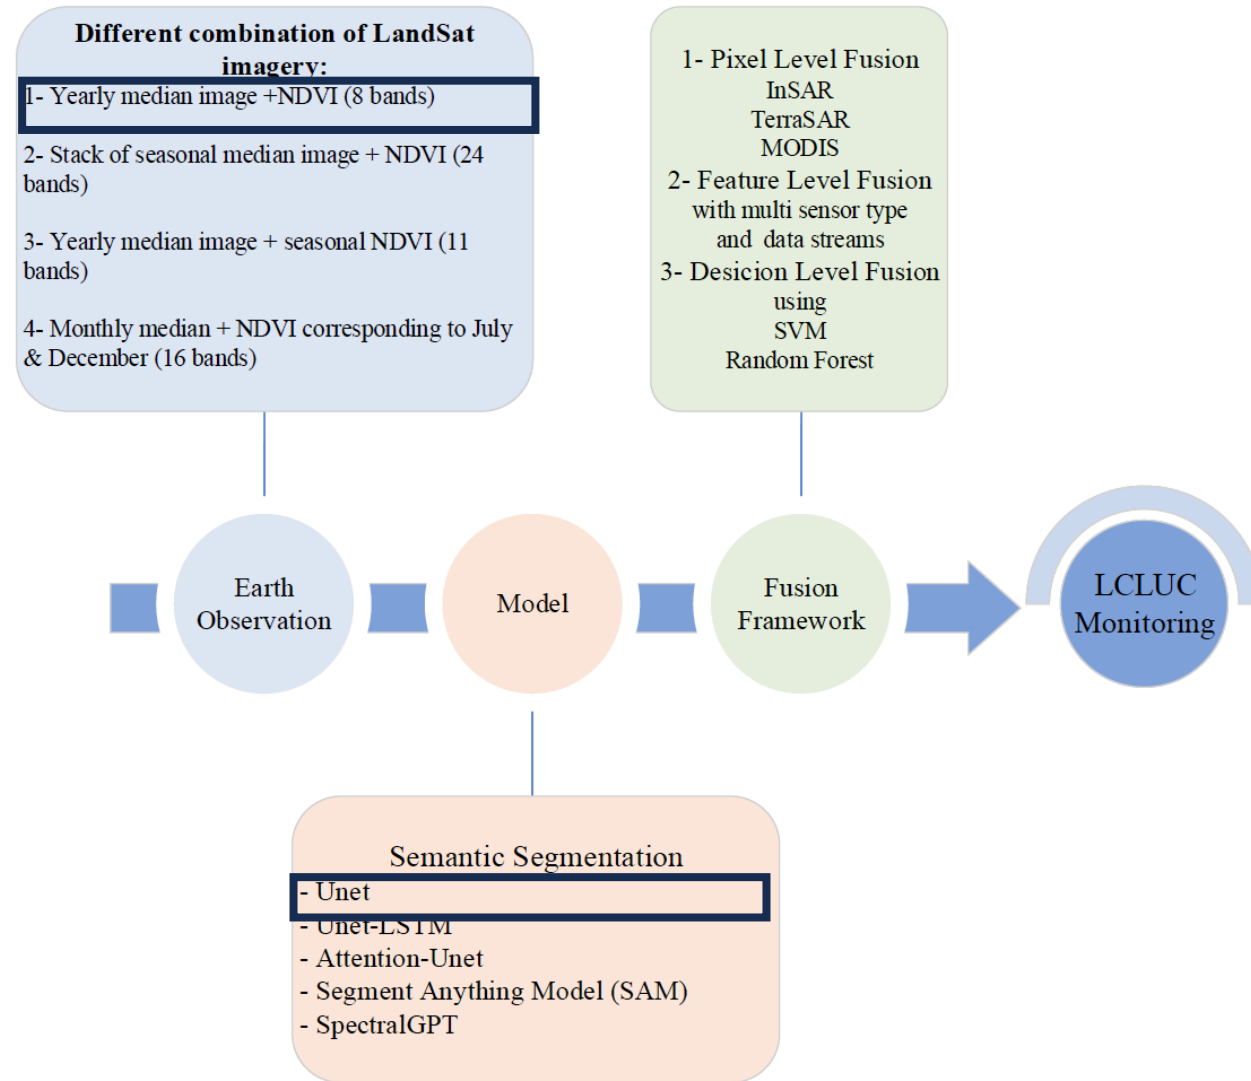 Different combination of LandSat
imagery:
1- Yearly median image +NDVI (8 bands)
2- Stack of seasonal median image + NDVI (24
bands)
3- Yearly median image + seasonal NDVI (11
bands)
4- Monthly median + NDVI corresponding to July
& December (16 bands)
1- Pixel Level Fusion
InSAR
TerraSAR
MODIS
2- Feature Level Fusion
with multi sensor type
and data streams
3- Desicion Level Fusion
using
SVM
Random Forest
Earth
Observation
Model
Fusion
Framework
LCLUC
Monitoring
Semantic Segmentation
- Unet
- Unet-LSTM
- Attention-Unet
- Segment Anything Model (SAM)
- SpectralGPT